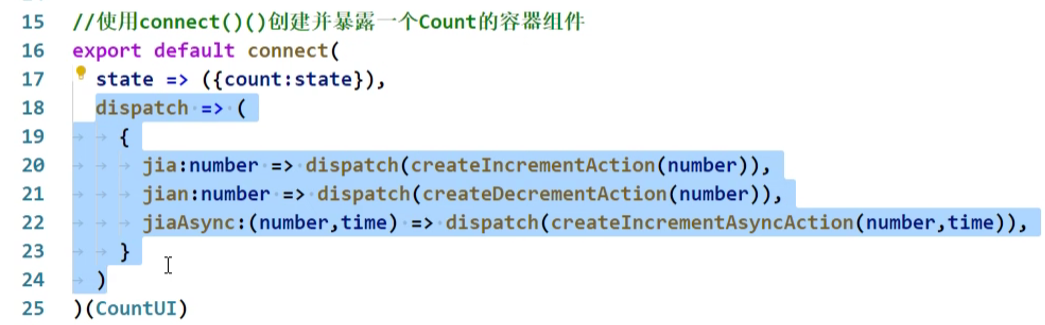 15 //使用connect()()创建并暴露一个Count的容器组件
16 export default connect(
17 state => ({count:state}),
18 dispatch => (
19 {
20 jia:number => dispatch(createIncrementAction(number)),
21 jian:number => dispatch(createDecrementAction(number)),
22 jiaAsync:(number,time) => dispatch(createIncrementAsyncAction(number,time)),
23 }
24 )
25 )(CountUI)